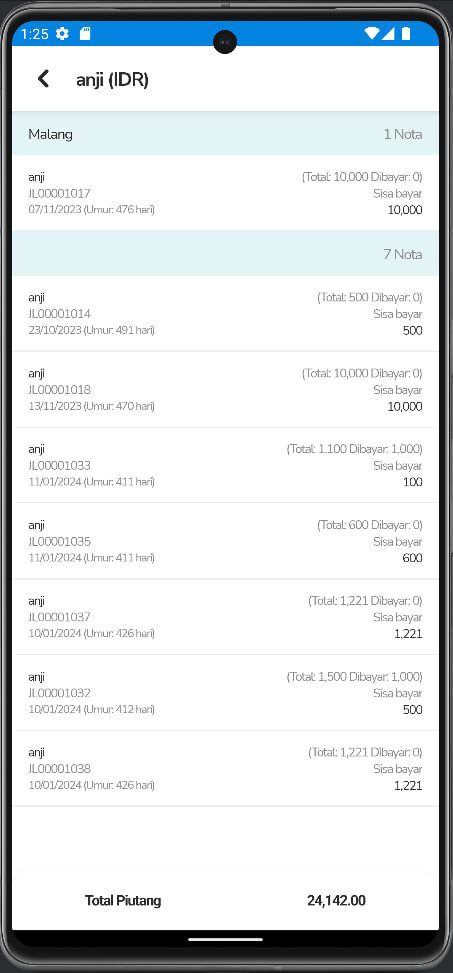 1:25
anji (IDR)
Malang 1 Nota
anji (Total: 10,000 Dibayar: 0)
JL00001017 Sisa bayar
07/11/2023 (Umur: 476 hari) 10,000
7 Nota
anji (Total: 500 Dibayar: 0)
JL00001014 Sisa bayar
23/10/2023 (Umur: 491 hari) 500
anji (Total: 10,000 Dibayar: 0)
JL00001018 Sisa bayar
13/11/2023 (Umur: 470 hari) 10,000
anji (Total: 1,100 Dibayar: 1,000)
JL00001033 Sisa bayar
11/01/2024 (Umur: 411 hari) 100
anji (Total: 600 Dibayar: 0)
JL00001035 Sisa bayar
11/01/2024 (Umur: 411 hari) 600
anji (Total: 1,221 Dibayar: 0)
JL00001037 Sisa bayar
10/01/2024 (Umur: 426 hari) 1,221
anji (Total: 1,500 Dibayar: 1,000)
JL00001032 Sisa bayar
10/01/2024 (Umur: 412 hari) 500
anji (Total: 1,221 Dibayar: 0)
JL00001038 Sisa bayar
10/01/2024 (Umur: 426 hari) 1,221
Total Piutang 24,142.00